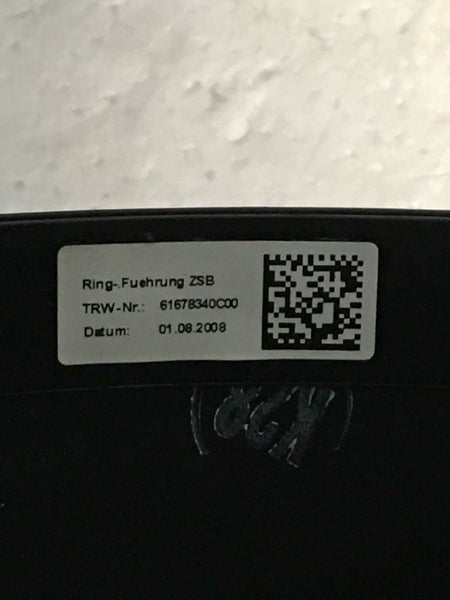 Ring-.Fuehrung ZSB
TRW-Nr.: 61678340C00
Datum: 01.08.2008